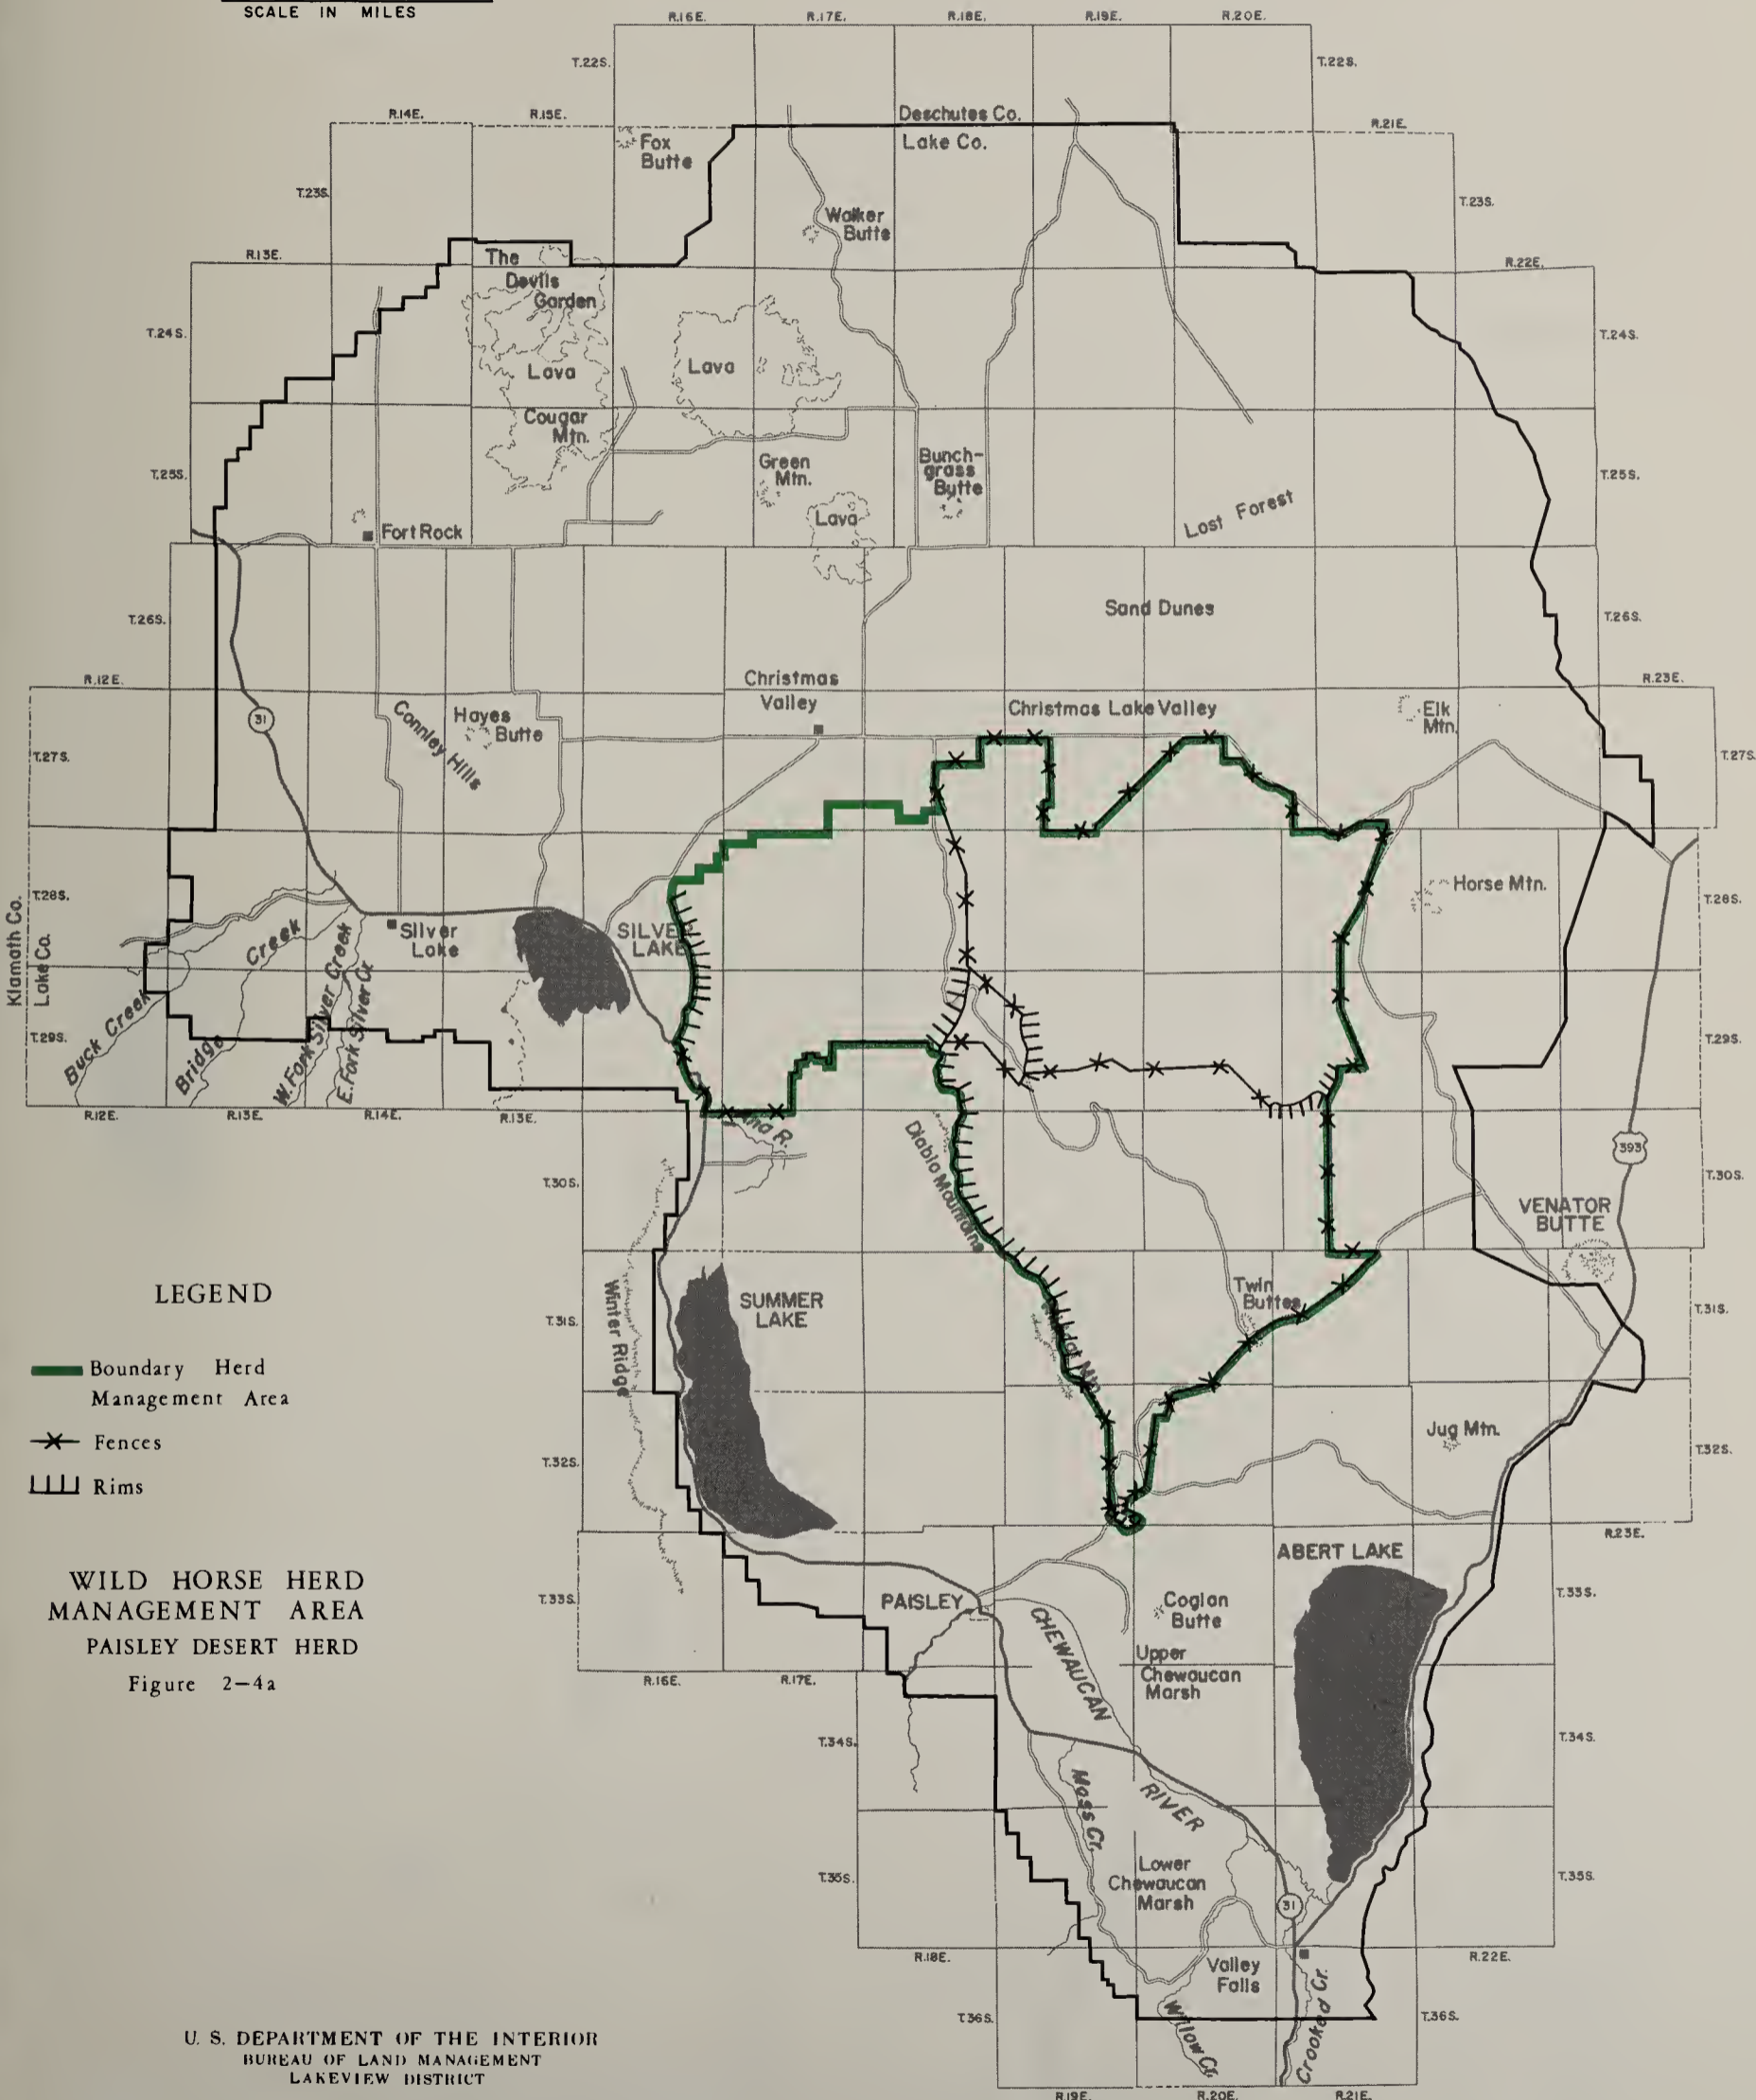 SCALE IN MILES
R.16E.
R.17E.
R.18E.
R.19E.
R.20E.
T.22S.
T.22S.
R.14E.
R.15E.
Deschutes Co.
Lake Co.
R.21E.
Fox
Butte
T.23S.
T.23S.
Walker
Butte
R.13E.
The
Devils
Garden
R.22E.
T.24S.
T.24S.
Lava
Lava
Cougar
Mtn.
Green
Mtn.
Bunch-
grass
Butte
T.25S.
T.25S.
Lava
Lost Forest
Fort Rock
T.26S.
Sand Dunes
T.26S.
R.12E.
Christmas
Valley
R.23E.
31
Connley Hills
Hayes
Butte
Christmas Lake Valley
Elk
Mtn.
T.27S.
T.27S.
T.28S.
Horse Mtn.
T.28S.
Klamath Co.
Lake Co.
Silver
Lake
SILVER
LAKE
Buck Creek
Bridge Creek
W. Fork Silver Creek
E. Fork Silver Cr.
T.29S.
T.29S.
R.12E.
R.13E.
R.14E.
R.13E.
Ana R.
Diablo Mountains
393
T.30S.
T.30S.
VENATOR
BUTTE
LEGEND
Winter Ridge
SUMMER
LAKE
Twin
Buttes
T.31S.
T.31S.
Boundary Herd
Management Area
Fences
Rims
Jug Mtn.
T.32S.
T.32S.
R.23E.
WILD HORSE HERD
MANAGEMENT AREA
PAISLEY DESERT HERD
Figure 2-4a
ABERT LAKE
T.33S.
T.33S.
PAISLEY
CHEWAUCAN
RIVER
Coglan
Butte
Upper
Chewaucan
Marsh
R.16E.
R.17E.
T.34S.
T.34S.
Moss Cr.
Lower
Chewaucan
Marsh
T.35S.
T.35S.
31
R.18E.
R.22E.
Valley
Falls
Willow Cr.
Crooked Cr.
T.36S.
T.36S.
U. S. DEPARTMENT OF THE INTERIOR
BUREAU OF LAND MANAGEMENT
LAKEVIEW DISTRICT
R.19E.
R.20E.
R.21E.